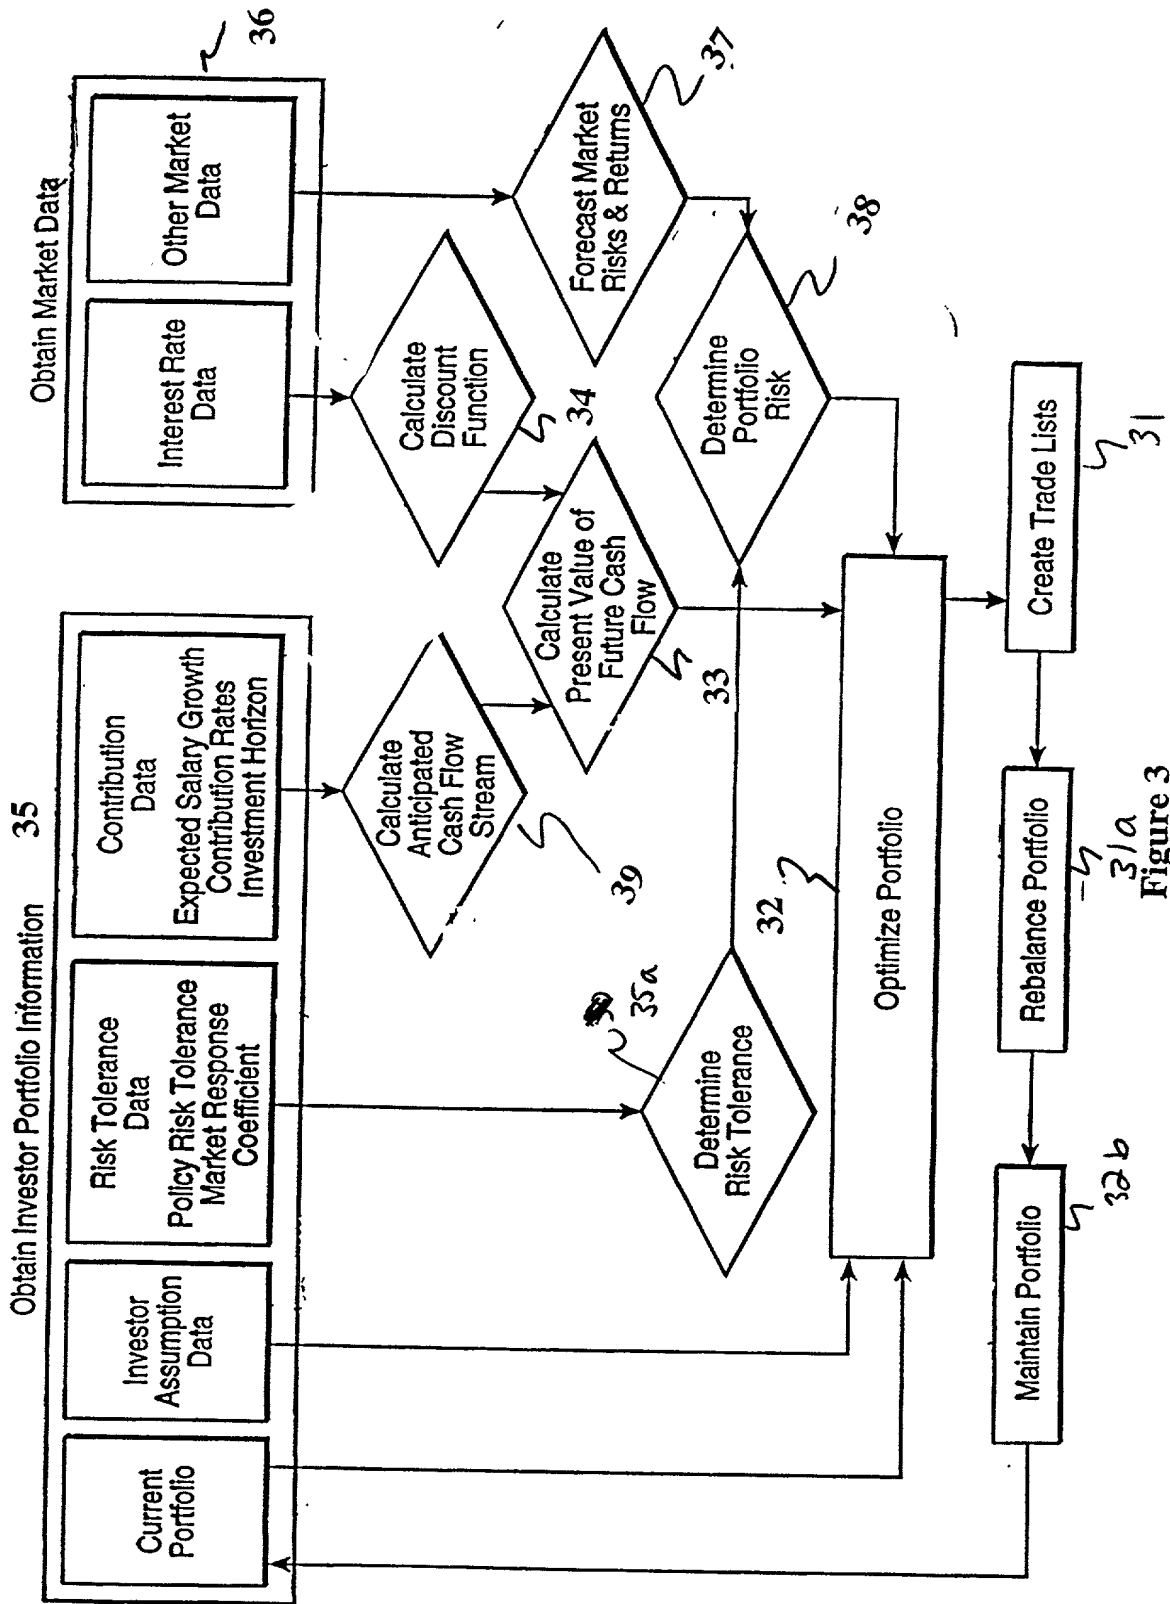 Obtain Investor Portfolio Information 35
Obtain Market Data
36
Current
Portfolio
Investor
Assumption
Data
Risk Tolerance
Data
Policy Risk Tolerance
Market Response
Coefficient
Contribution
Data
Expected Salary Growth
Contribution Rates
Investment Horizon
Interest Rate
Data
Other Market
Data
Calculate
Anticipated
Cash Flow
Stream
39
Calculate
Discount
Function
34
Calculate
Present Value of
Future Cash
Flow
33
Forecast Market
Risks & Returns
37
35a
Determine
Risk Tolerance
Determine
Portfolio
Risk
38
32
Optimize Portfolio
Maintain Portfolio
32b
Rebalance Portfolio
31a
Create Trade Lists
31
Figure 3